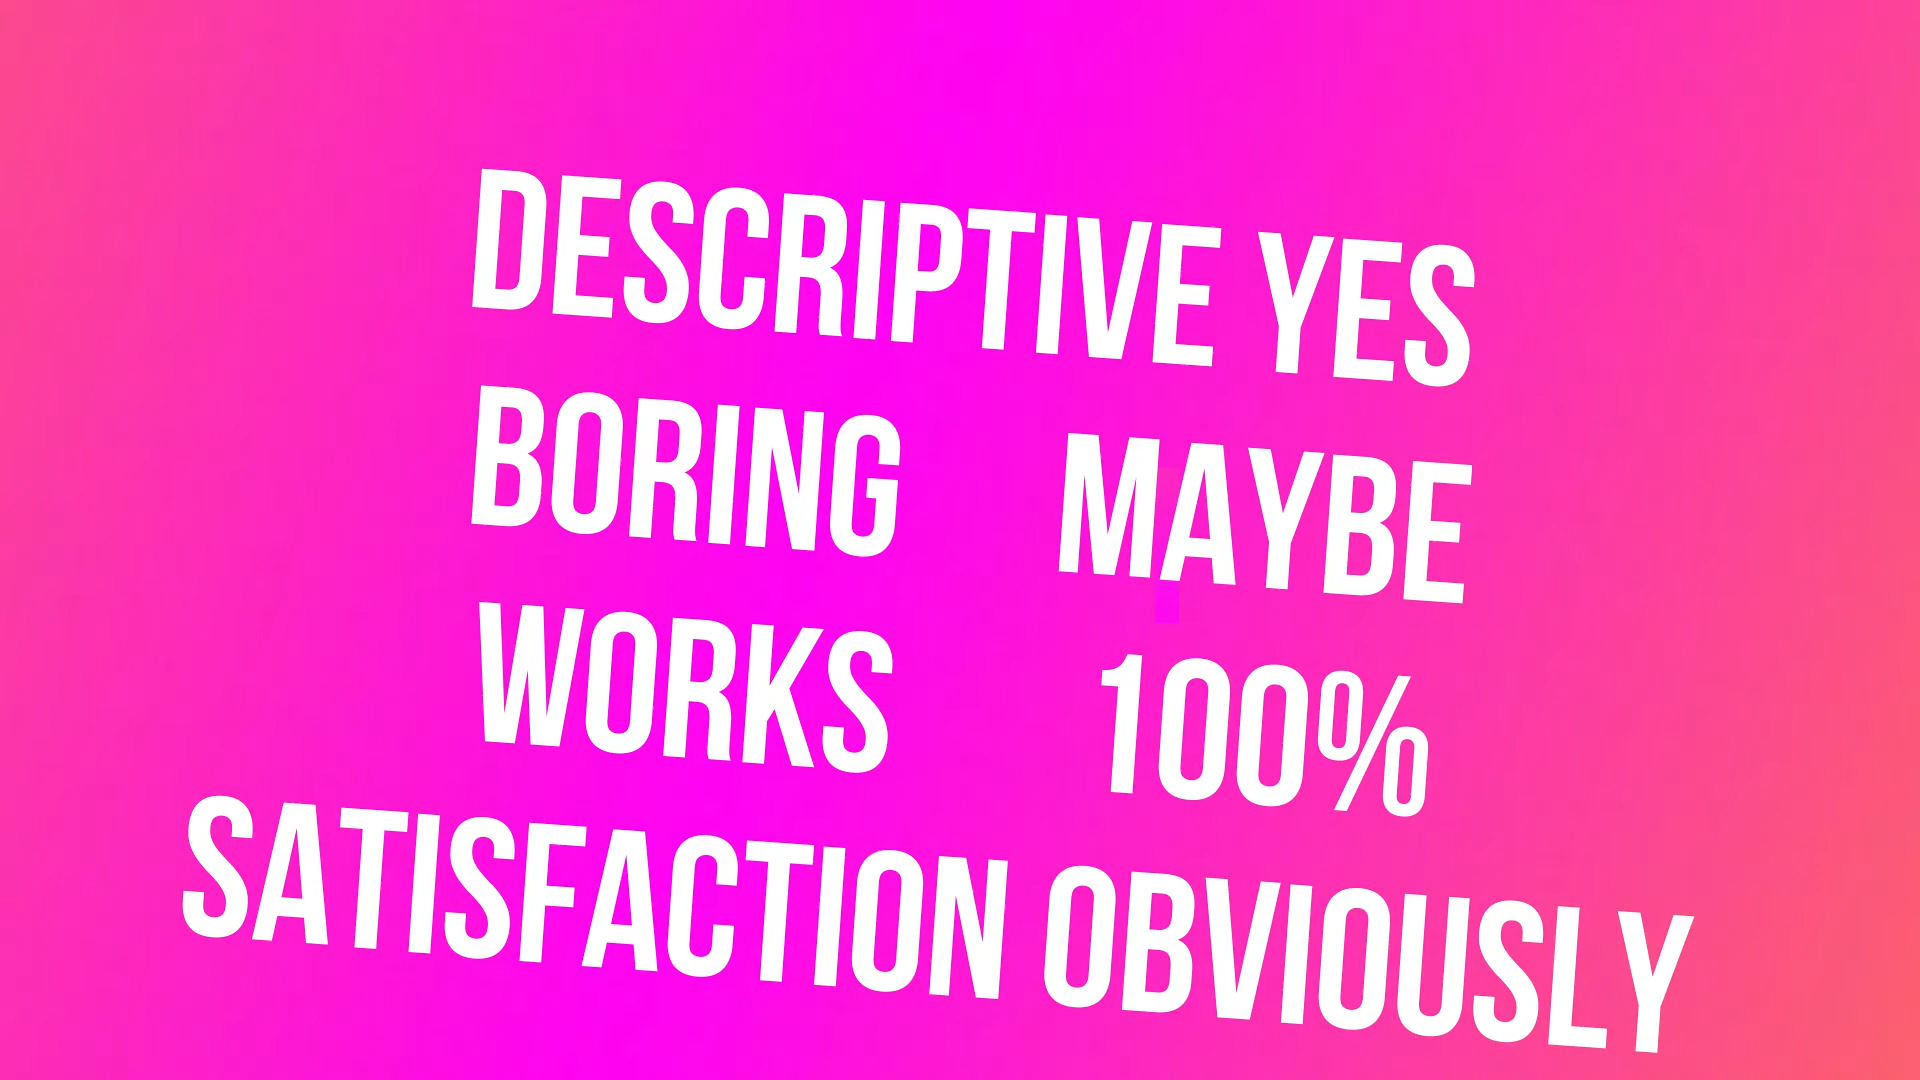 DESCRIPTIVE YES
BORING MAYBE
WORKS 100%
SATISFACTION OBVIOUSLY